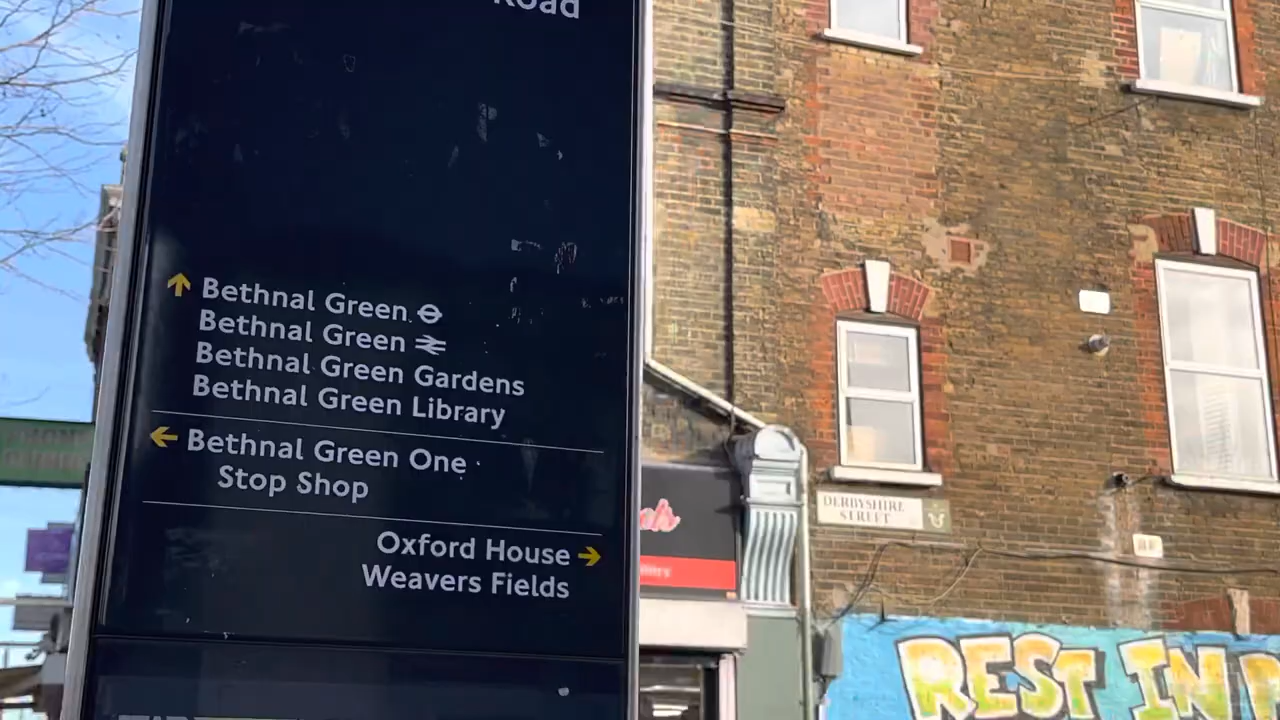 Road
Bethnal Green
Bethnal Green
Bethnal Green Gardens
Bethnal Green Library
Bethnal Green One
Stop Shop
Oxford House
Weavers Fields
DERBYSHIRE
STREET
REST IN